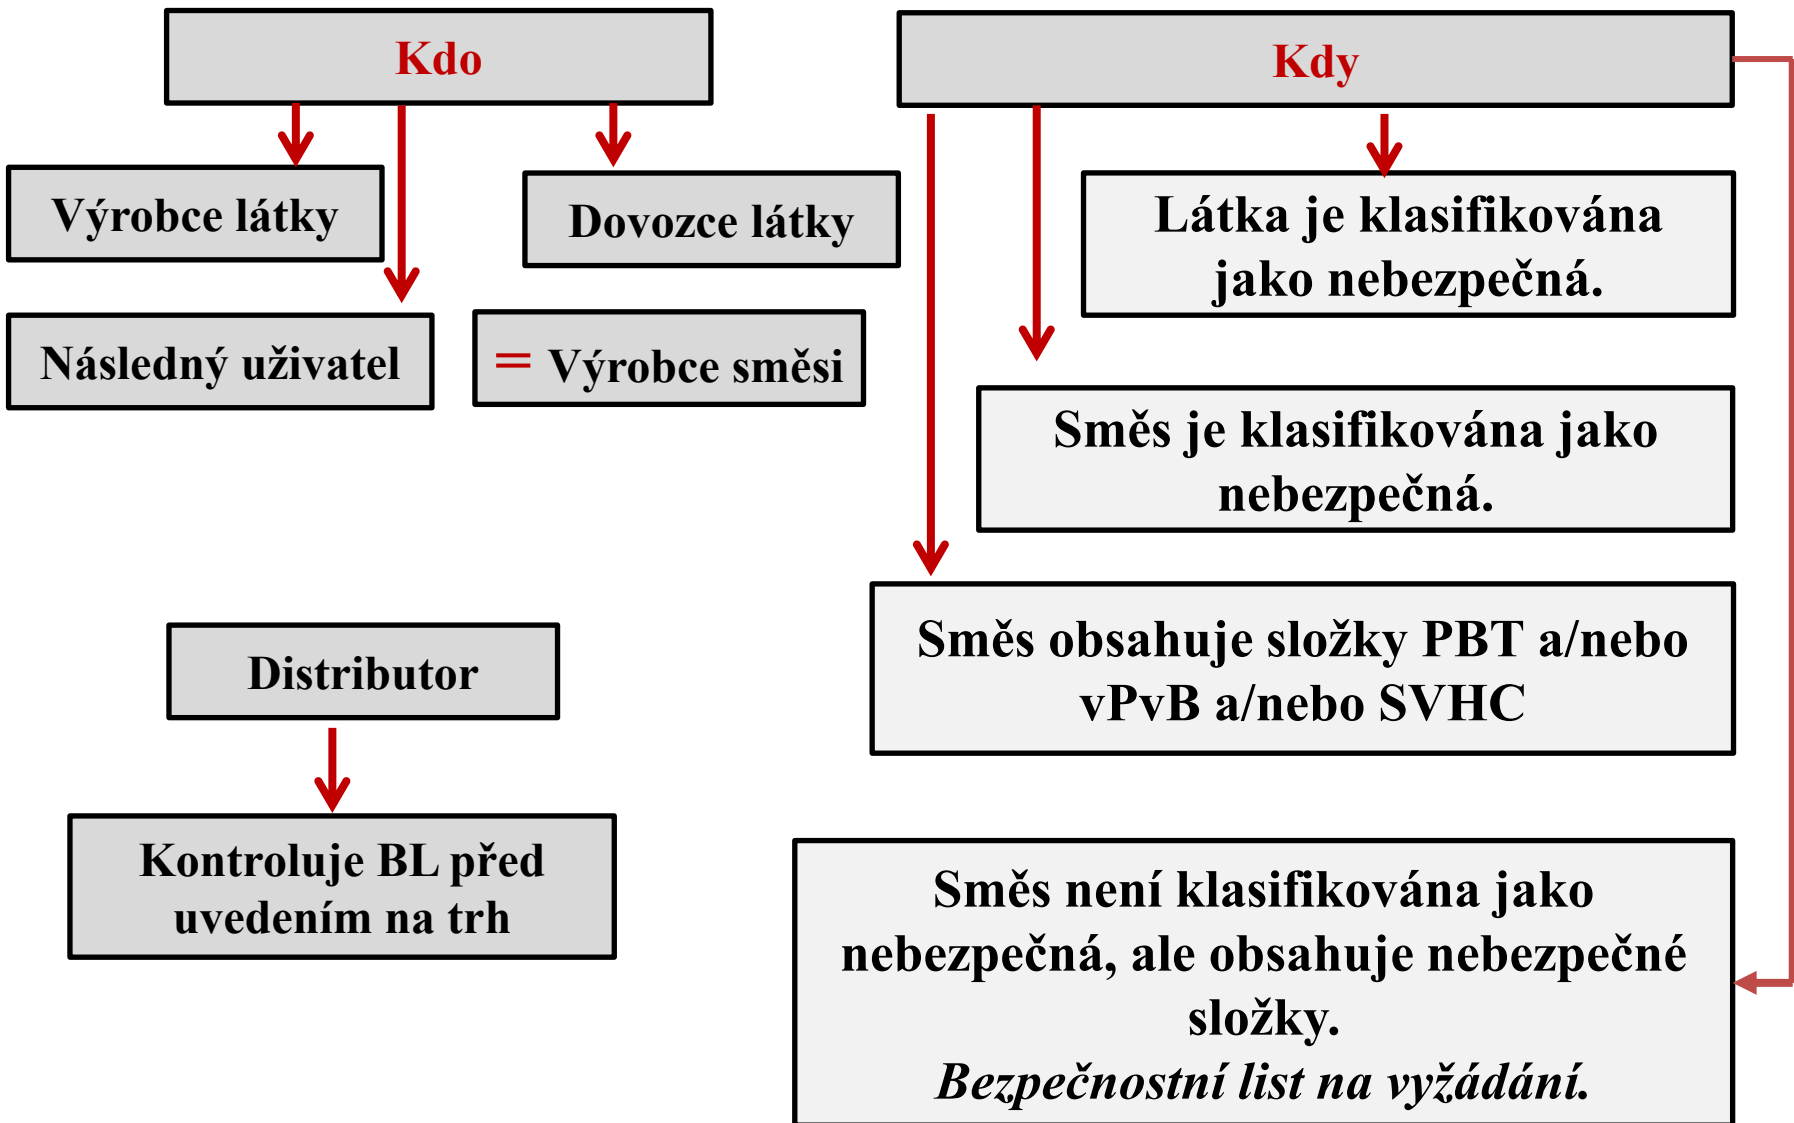 Kdo
Výrobce látky
Dovozce látky
Následný uživatel
= Výrobce směsi
Distributor
Kontroluje BL před
uvedením na trh
Kdy
Látka je klasifikována
jako nebezpečná.
Směs je klasifikována jako
nebezpečná.
Směs obsahuje složky PBT a/nebo
vPvB a/nebo SVHC
Směs není klasifikována jako
nebezpečná, ale obsahuje nebezpečné
složky.
Bezpečnostní list na vyžádání.